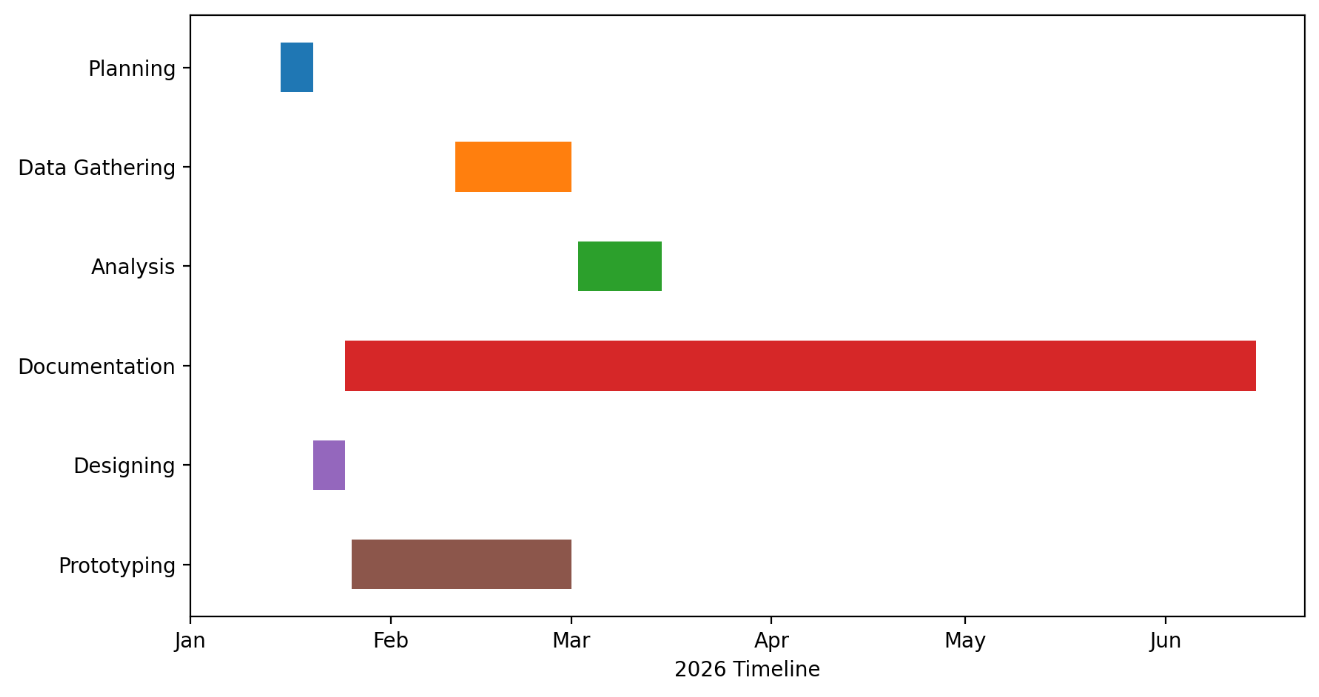 Planning
Data Gathering
Analysis
Documentation
Designing
Prototyping
Jan Feb Mar Apr May Jun
2026 Timeline